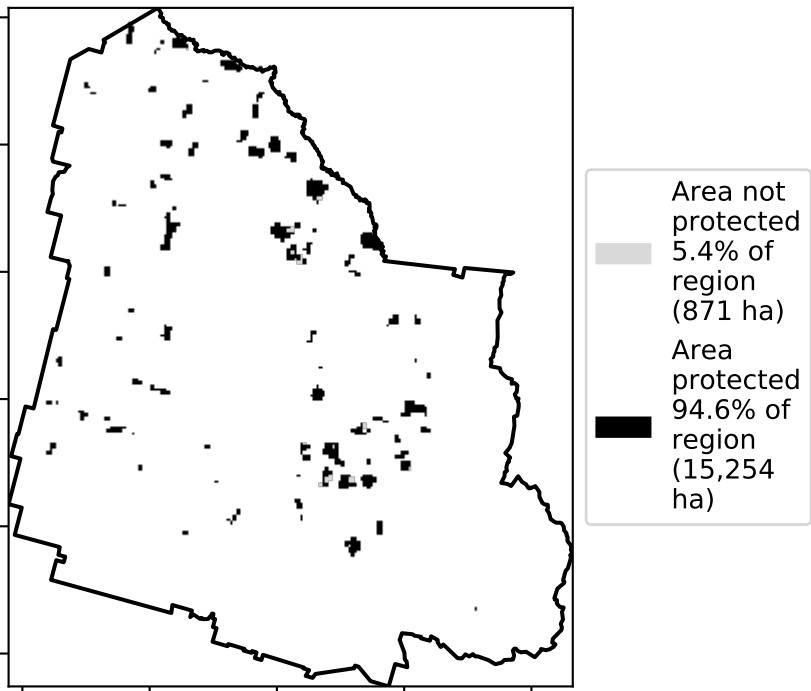 Area not
protected
5.4% of
region
(871 ha)
Area
protected
94.6% of
region
(15,254
ha)